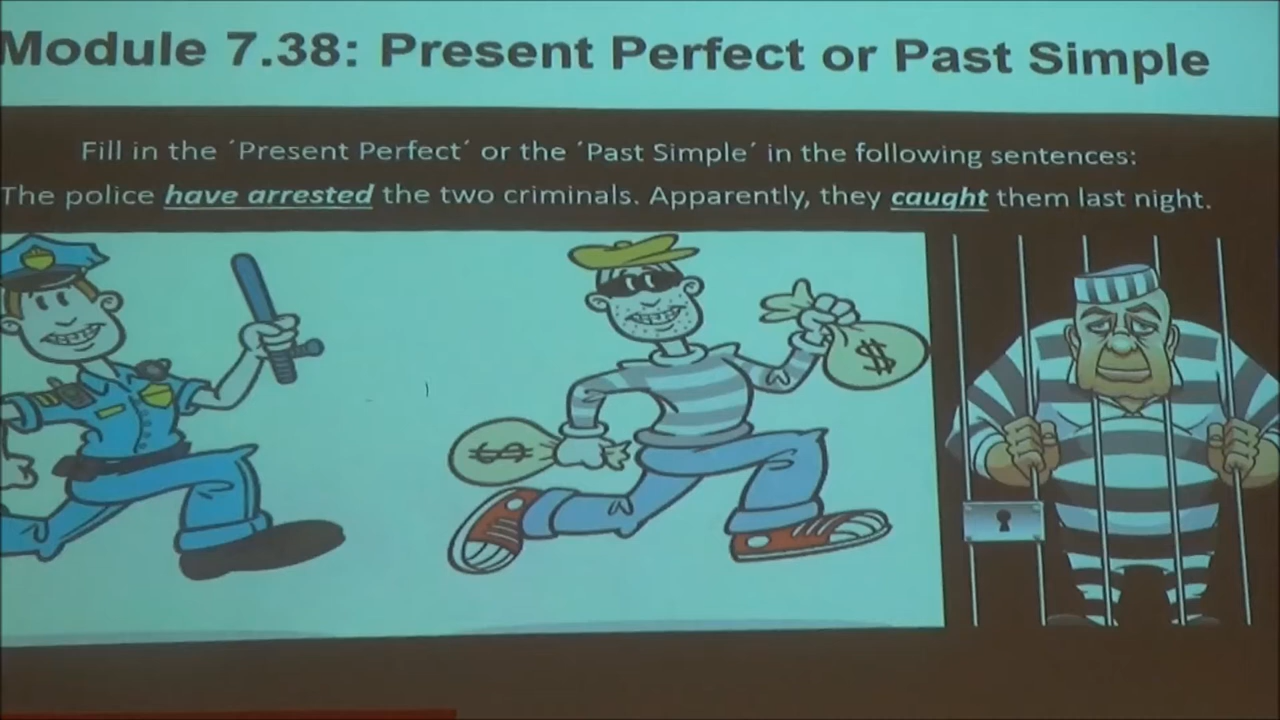 Module 7.38: Present Perfect or Past Simple
Fill in the ´Present Perfect´ or the ´Past Simple´ in the following sentences:
The police have arrested the two criminals. Apparently, they caught them last night.
$
$